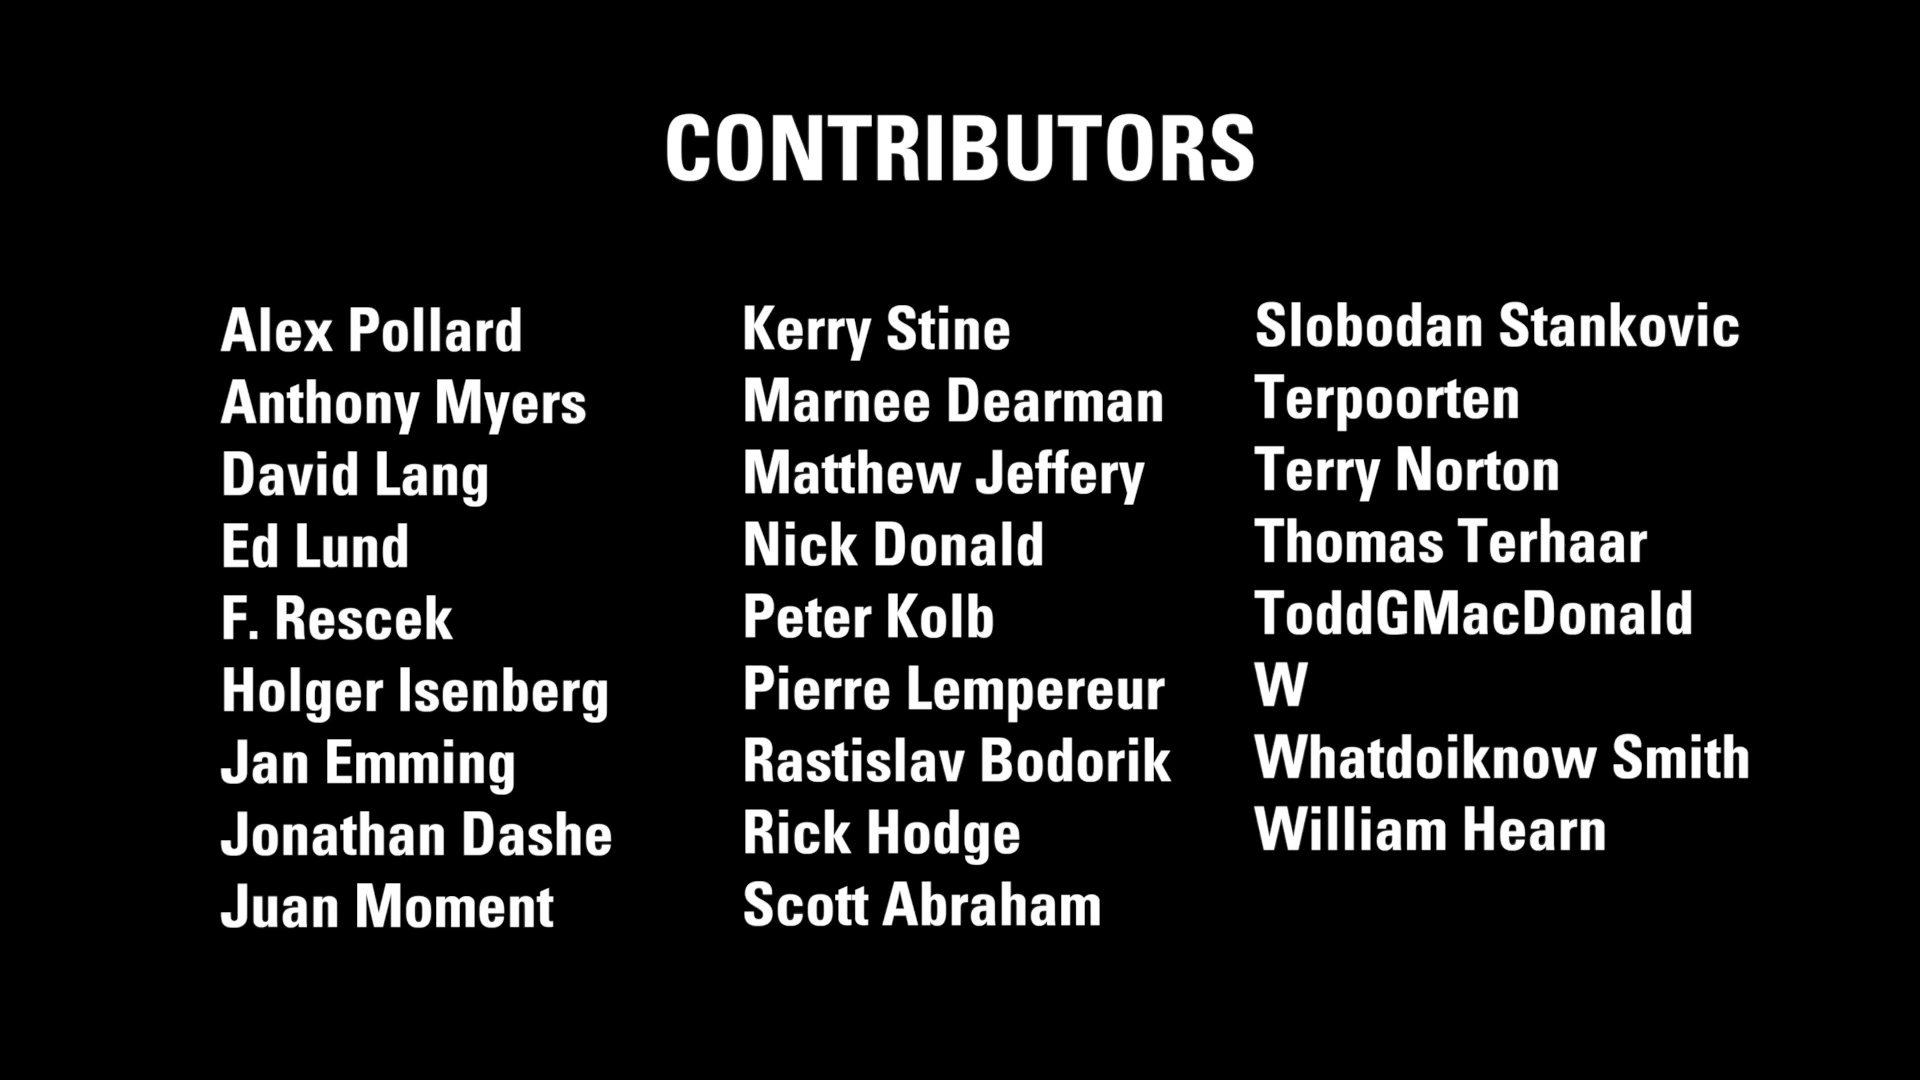 CONTRIBUTORS
Alex Pollard
Anthony Myers
David Lang
Ed Lund
F. Rescek
Holger Isenberg
Jan Emming
Jonathan Dashe
Juan Moment
Kerry Stine
Marnee Dearman
Matthew Jeffery
Nick Donald
Peter Kolb
Pierre Lempereur
Rastislav Bodorik
Rick Hodge
Scott Abraham
Slobodan Stankovic
Terpoorten
Terry Norton
Thomas Terhaar
ToddGMacDonald
W
Whatdoiknow Smith
William Hearn